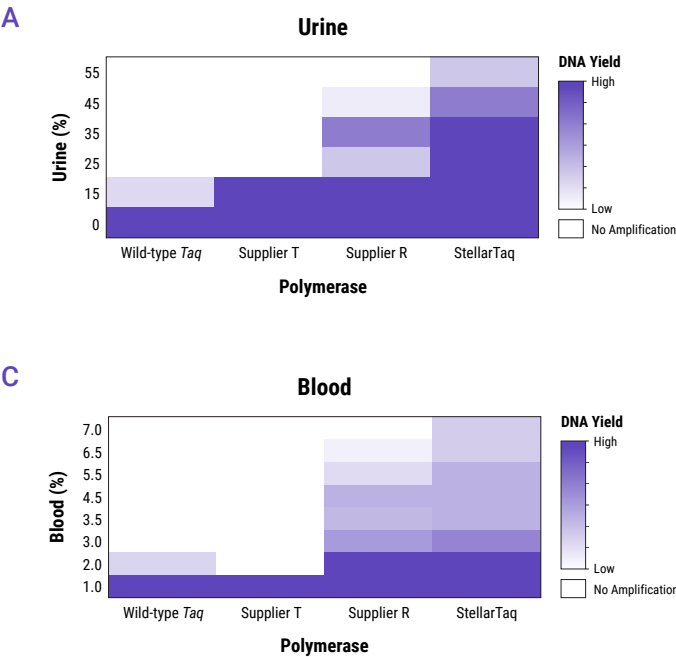 A
Urine
DNA Yield
High
Low
No Amplification
Urine (%)
55
45
35
25
15
0
Wild-type Taq
Supplier T
Supplier R
StellarTaq
Polymerase
C
Blood
DNA Yield
High
Low
No Amplification
Blood (%)
7.0
6.5
5.5
4.5
3.5
3.0
2.0
1.0
Wild-type Taq
Supplier T
Supplier R
StellarTaq
Polymerase